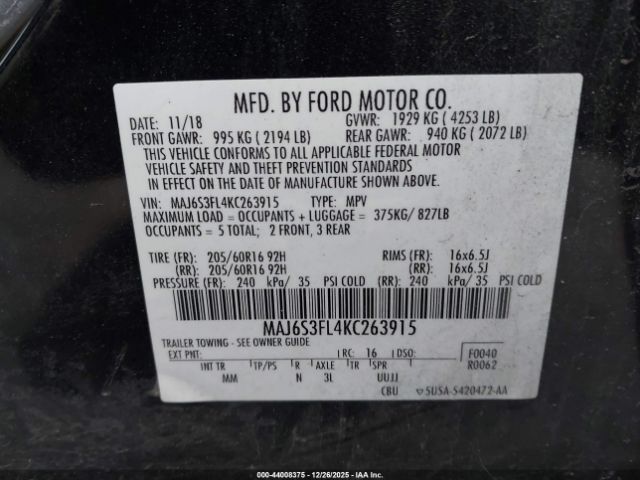 MFD. BY FORD MOTOR CO.
DATE: 11/18 GVWR: 1929 KG ( 4253 LB)
FRONT GAWR: 995 KG ( 2194 LB) REAR GAWR: 940 KG ( 2072 LB)
THIS VEHICLE CONFORMS TO ALL APPLICABLE FEDERAL MOTOR
VEHICLE SAFETY AND THEFT PREVENTION STANDARDS
IN EFFECT ON THE DATE OF MANUFACTURE SHOWN ABOVE.
VIN: MAJ6S3FL4KC263915 TYPE: MPV
MAXIMUM LOAD = OCCUPANTS + LUGGAGE = 375KG/ 827LB
OCCUPANTS = 5 TOTAL; 2 FRONT, 3 REAR
TIRE (FR): 205/60R16 92H RIMS (FR): 16x6.5J
(RR): 205/60R16 92H (RR): 16x6.5J
PRESSURE (FR): 240 kPa/ 35 PSI COLD (RR): 240 kPa/ 35 PSI COLD
MAJ6S3FL4KC263915
TRAILER TOWING - SEE OWNER GUIDE
EXT PNT: RC: 16 DSO: F0040
INT TR TP/PS R AXLE TR SPR R0062
MM N 3L UUJJ
CBU 5USA-5420472-AA
000-44008375 - 12/26/2025 - IAAI.com